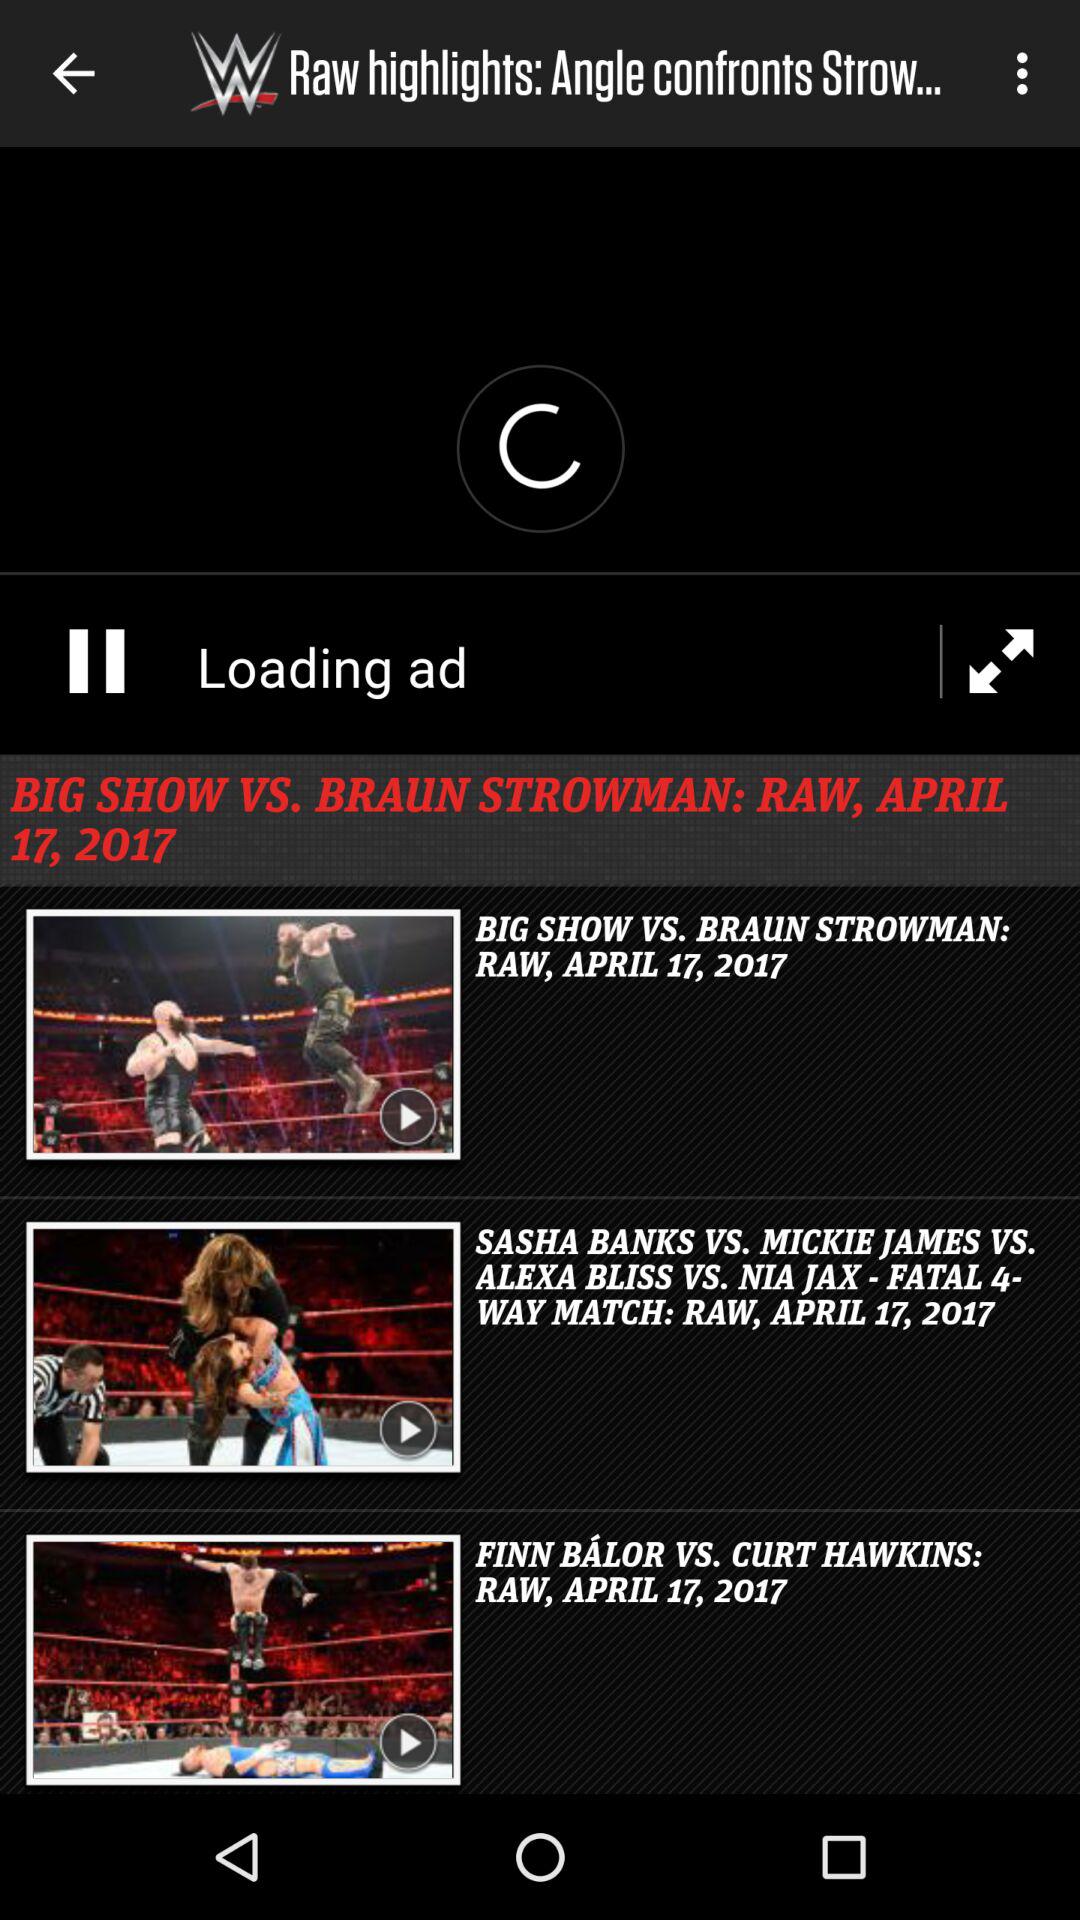 Raw highlights: Angle confronts Strow...
Loading ad
BIG SHOW VS. BRAUN STROWMAN: RAW, APRIL
17, 2017
BIG SHOW VS. BRAUN STROWMAN:
RAW, APRIL 17, 2017
SASHA BANKS VS. MICKIE JAMES VS.
ALEXA BLISS VS. NIA JAX - FATAL 4-
WAY MATCH: RAW, APRIL 17, 2017
FINN BÁLOR VS. CURT HAWKINS:
RAW, APRIL 17, 2017